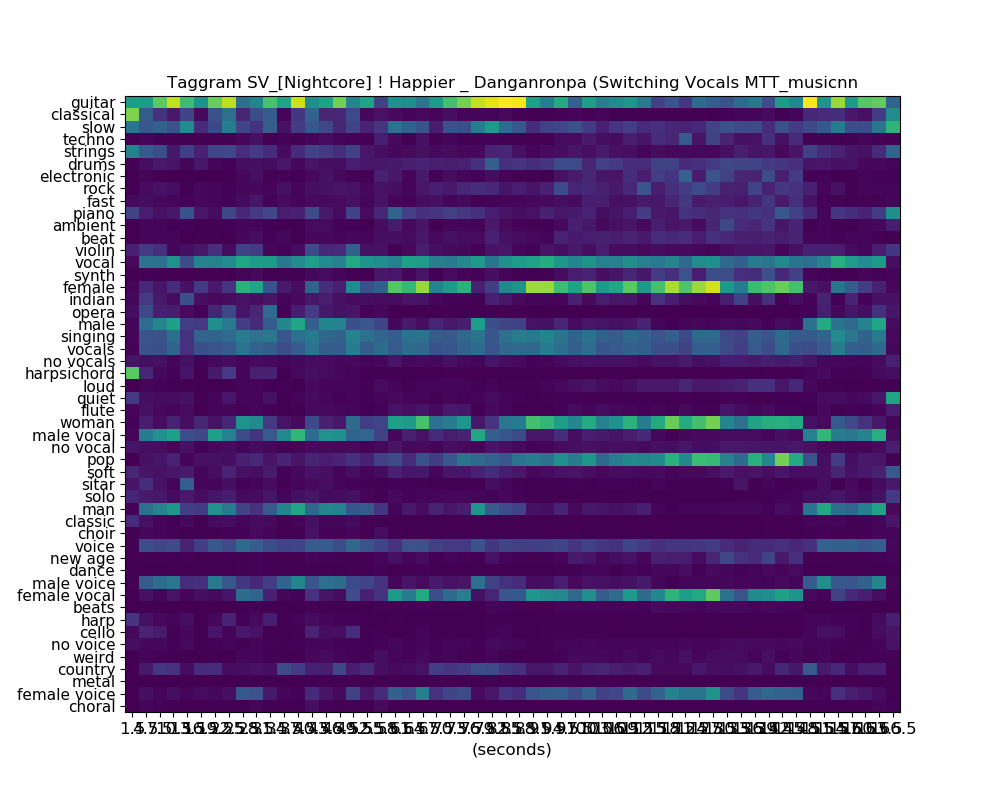 Taggram SV_[Nightcore] ! Happier _ Danganronpa (Switching Vocals MTT_musicnn
guitar
classical
slow
techno
strings
drums
electronic
rock
fast
piano
ambient
beat
violin
vocal
synth
female
indian
opera
male
singing
vocals
no vocals
harpsichord
loud
quiet
flute
woman
male vocal
no vocal
pop
soft
sitar
solo
man
classic
choir
voice
new age
dance
male voice
female vocal
beats
harp
cello
no voice
weird
country
metal
female voice
choral
(seconds)